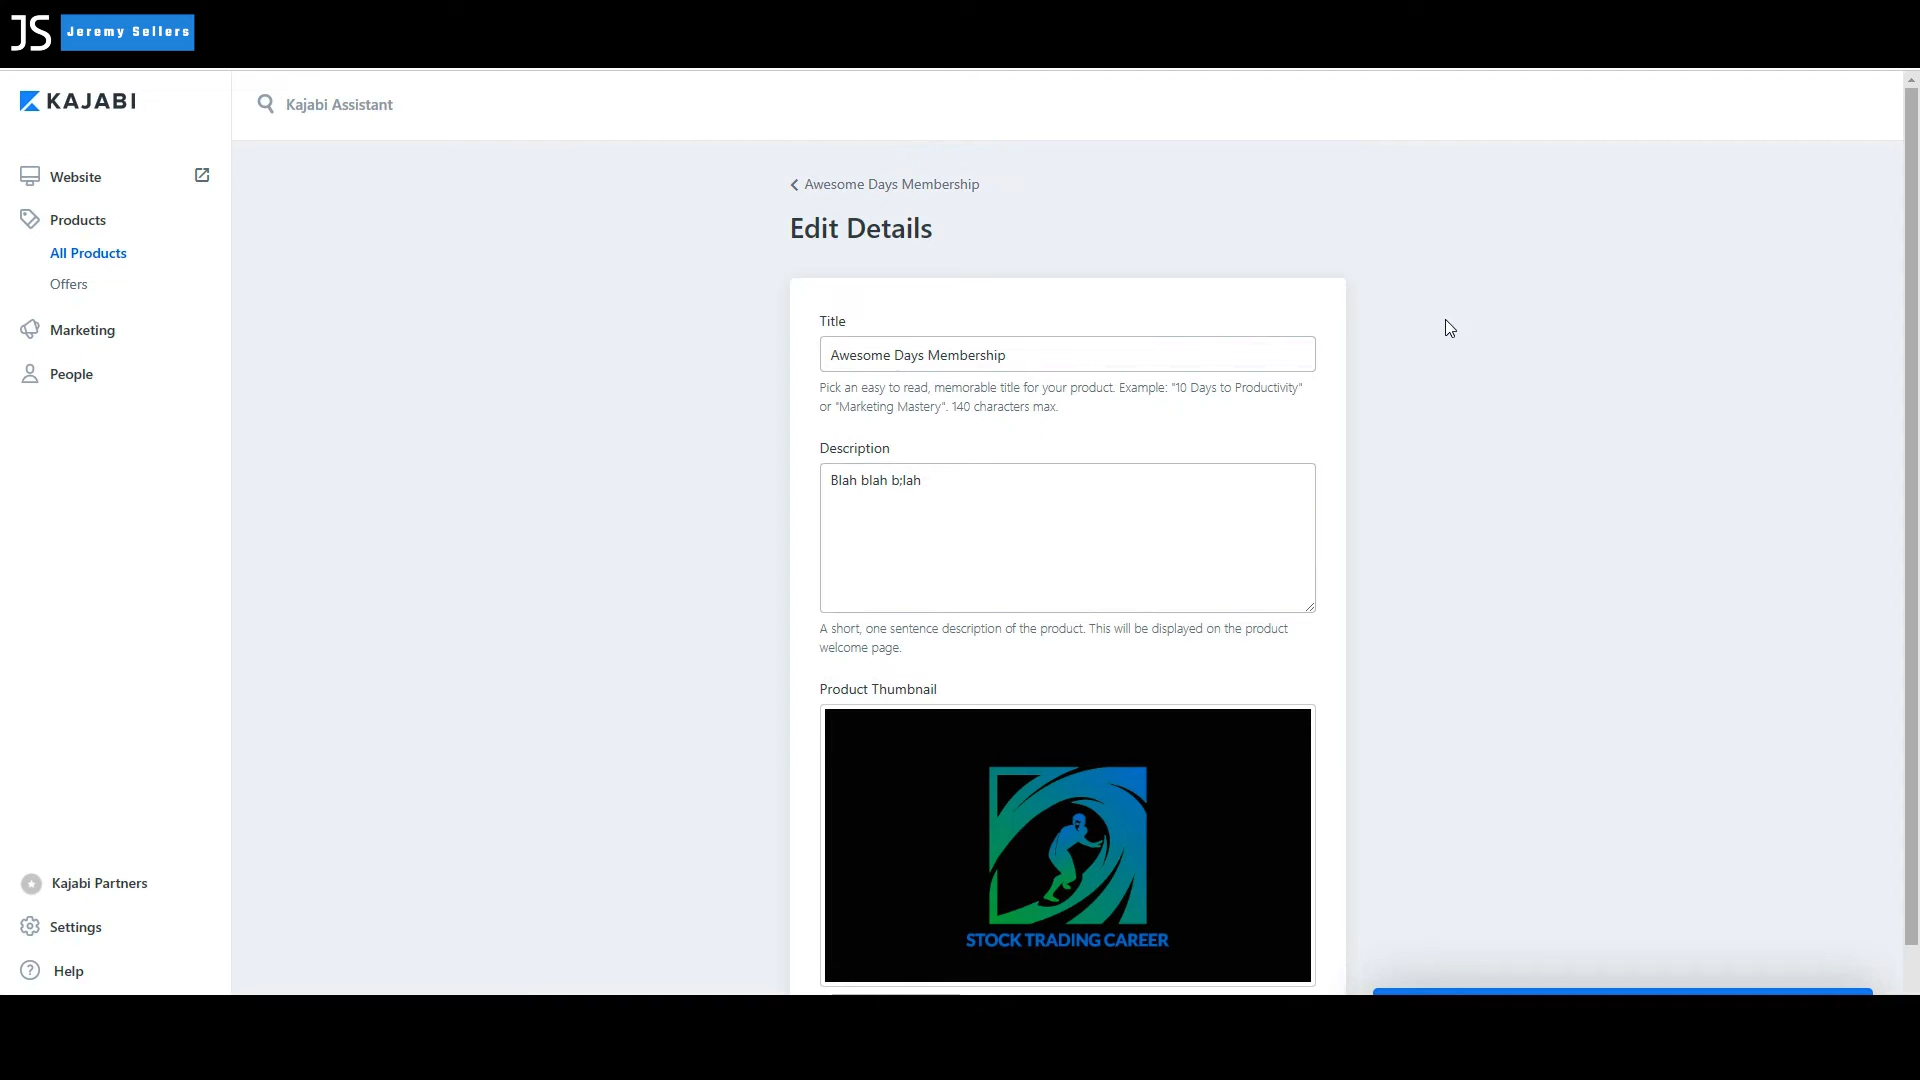 JS Jeremy Sellers
KAJABI
Kajabi Assistant
Website
Products
All Products
Offers
Marketing
People
Kajabi Partners
Settings
Help
Awesome Days Membership
Edit Details
Title
Awesome Days Membership
Pick an easy to read, memorable title for your product. Example: "10 Days to Productivity"
or "Marketing Mastery". 140 characters max.
Description
Blah blah b;lah
A short, one sentence description of the product. This will be displayed on the product
welcome page.
Product Thumbnail
STOCK TRADING CAREER